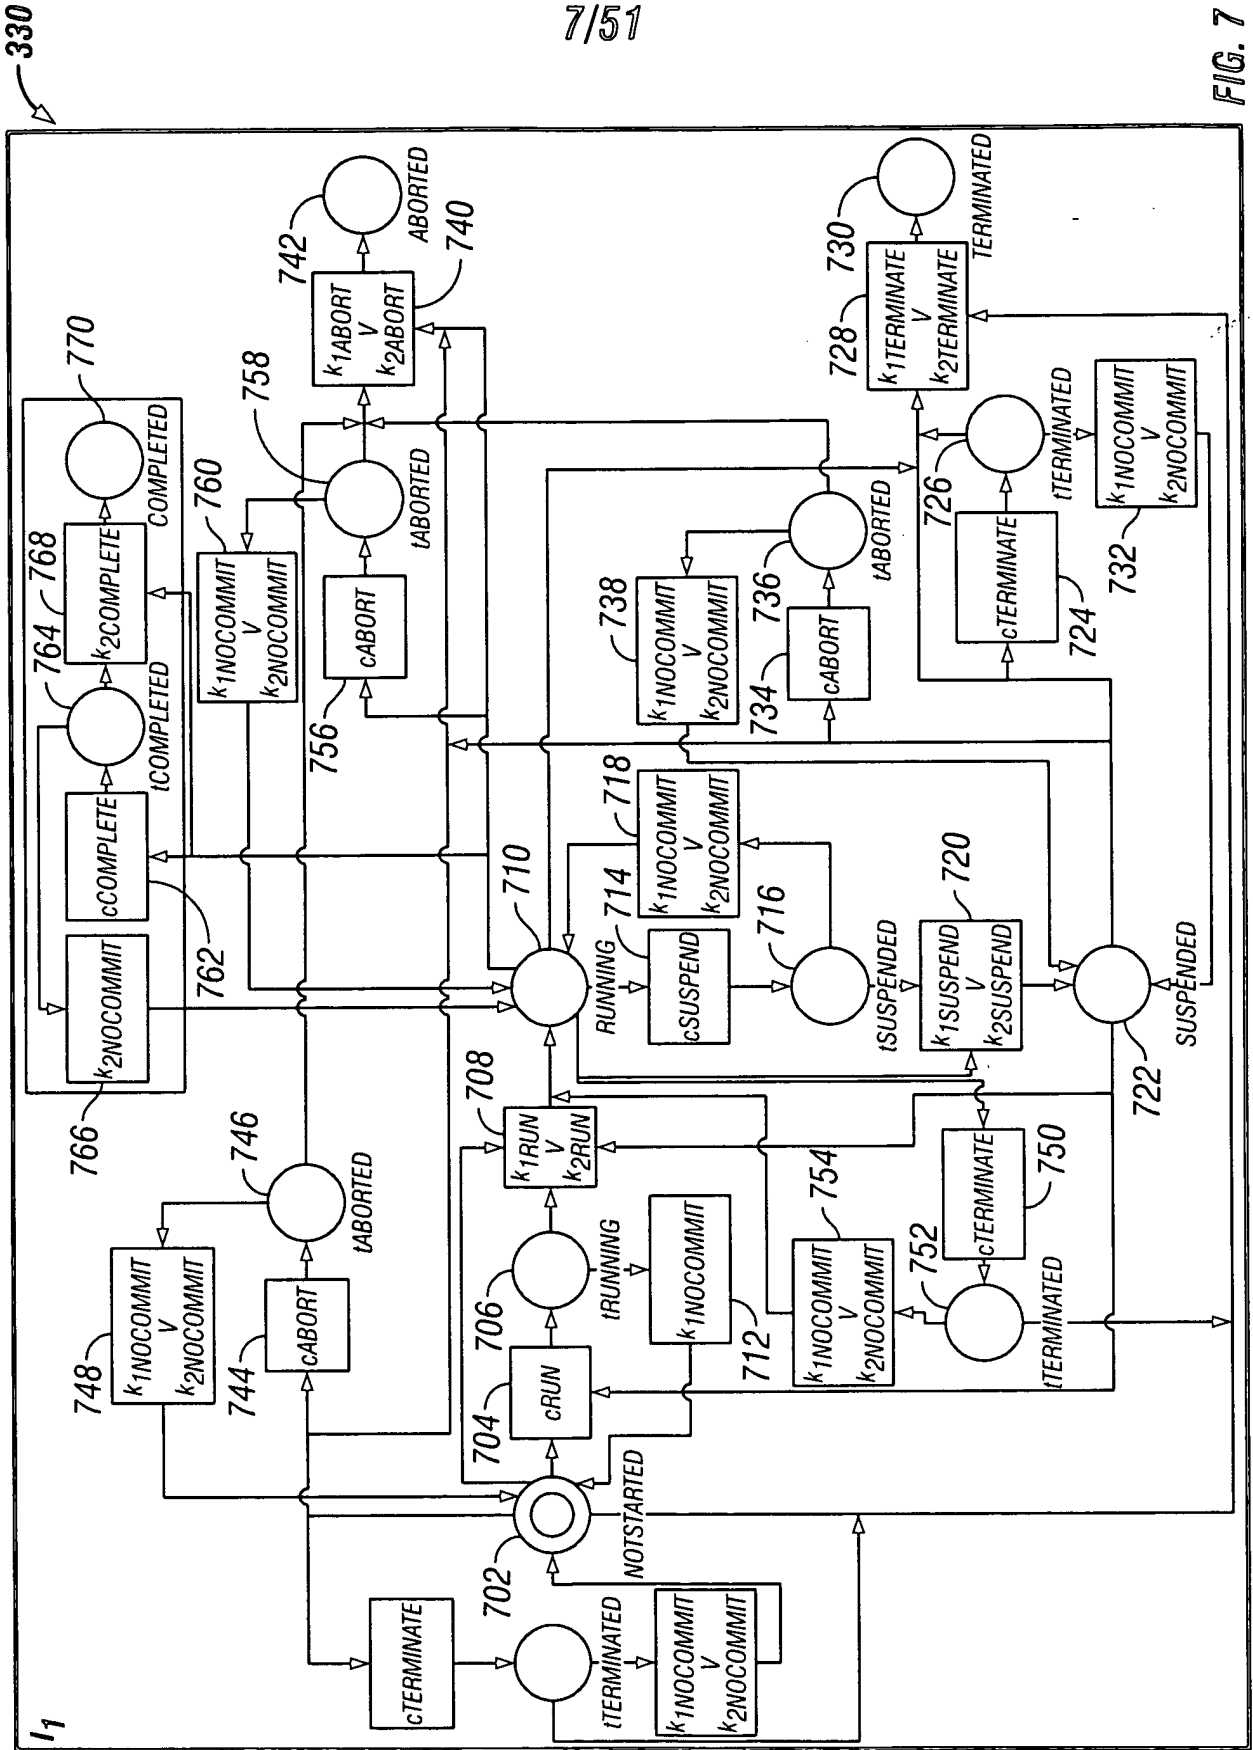 7/51
330
FIG. 7
I1
cTERMINATE
tTERMINATED
k1NOCOMMIT
V
k2NOCOMMIT
702
NOTSTARTED
748
k1NOCOMMIT
V
k2NOCOMMIT
744
cABORT
746
tABORTED
704
cRUN
706
tRUNNING
k1NOCOMMIT
712
708
k1RUN
V
k2RUN
754
k1NOCOMMIT
V
k2NOCOMMIT
752
tTERMINATED
cTERMINATE
750
766
k2NOCOMMIT
cCOMPLETE
762
tCOMPLETED
764
k2COMPLETE
768
COMPLETED
770
710
RUNNING
714
cSUSPEND
716
tSUSPENDED
718
k1NOCOMMIT
V
k2NOCOMMIT
720
k1SUSPEND
V
k2SUSPEND
722
SUSPENDED
760
k1NOCOMMIT
V
k2NOCOMMIT
756
cABORT
758
tABORTED
742
ABORTED
k1ABORT
V
k2ABORT
740
738
k1NOCOMMIT
V
k2NOCOMMIT
734
cABORT
736
tABORTED
724
cTERMINATE
726
tTERMINATED
732
k1NOCOMMIT
V
k2NOCOMMIT
728
k1TERMINATE
V
k2TERMINATE
730
TERMINATED